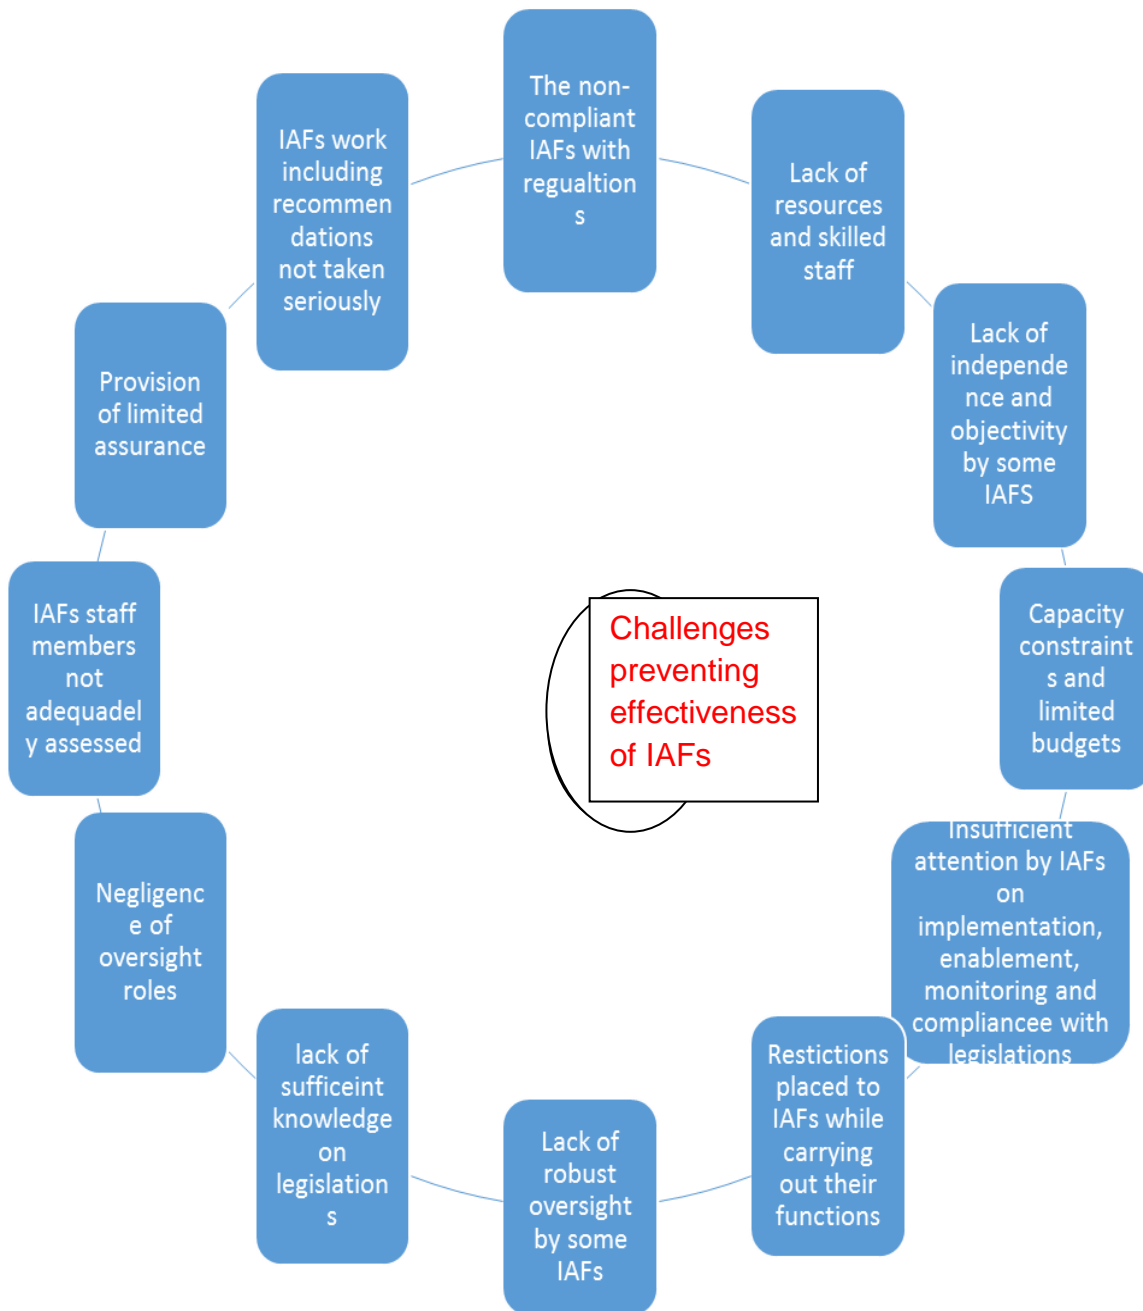 The non-
compliant
IAFs with
regualtion
s
Lack of
resources
and skilled
staff
Lack of
independe
nce and
objectivity
by some
IAFS
Capacity
constraint
s and
limited
budgets
Insufficient
attention by IAFs
on
implementation,
enablement,
monitoring and
compliancee with
legislations
Restictions
placed to
IAFs while
carrying
out their
functions
Lack of
robust
oversight
by some
IAFs
lack of
sufficeint
knowledge
on
legislation
s
Negligenc
e of
oversight
roles
IAFs staff
members
not
adequadel
y assessed
Provision
of limited
assurance
IAFs work
including
recommen
dations
not taken
seriously
Challenges
preventing
effectiveness
of IAFs